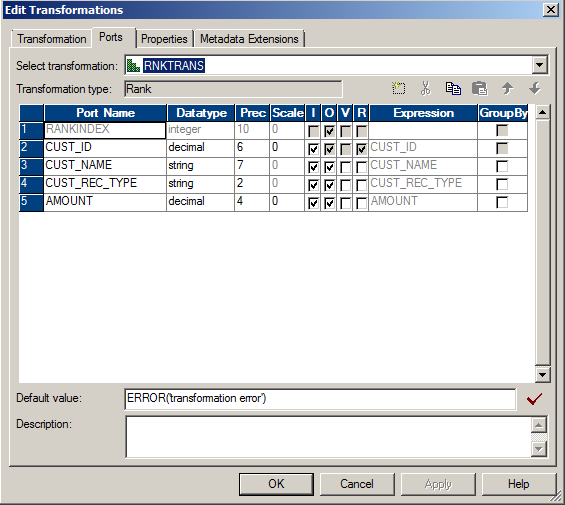 Edit Transformations
Transformation Ports Properties Metadata Extensions
Select transformation: RNKTRANS
Transformation type: Rank
Port Name Datatype Prec Scale I O V R Expression GroupBy
1 RANKINDEX integer 10 0
2 CUST_ID decimal 6 0 CUST_ID
3 CUST_NAME string 7 0 CUST_NAME
4 CUST_REC_TYPE string 2 0 CUST_REC_TYPE
5 AMOUNT decimal 4 0 AMOUNT
Default value: ERROR('transformation error')
Description:
OK Cancel Apply Help